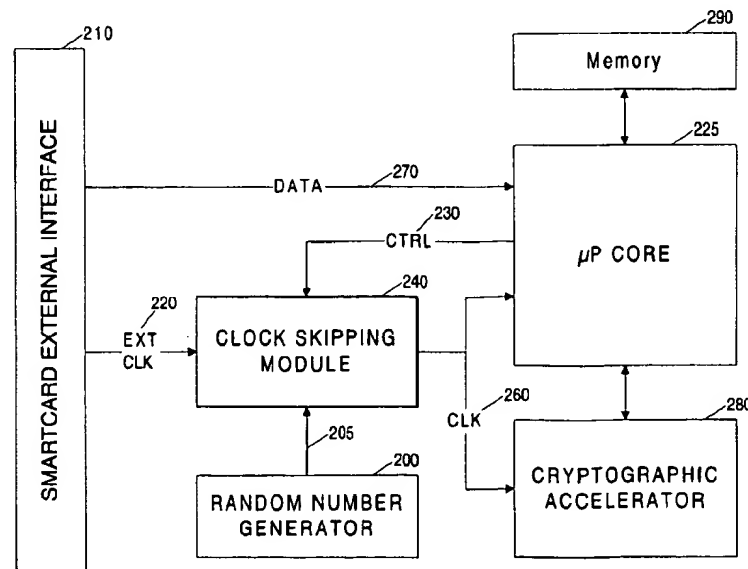 210
SMARTCARD EXTERNAL INTERFACE
290
Memory
225
µP CORE
DATA
270
230
CTRL
240
CLOCK SKIPPING
MODULE
220
EXT
CLK
260
CLK
205
200
RANDOM NUMBER
GENERATOR
280
CRYPTOGRAPHIC
ACCELERATOR